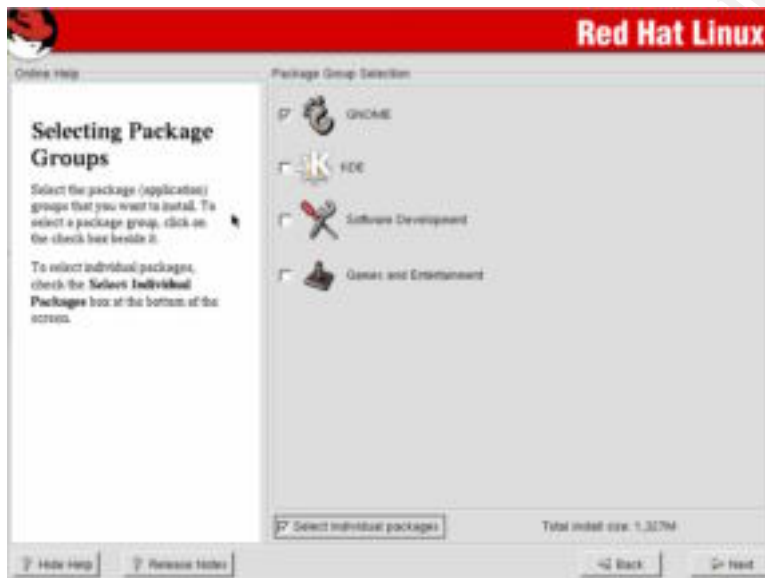 Red Hat Linux
Online Help
Package Group Selection
Selecting Package
Groups
Select the package (application)
groups that you want to install. To
select a package group, click on
the check box beside it.
To select individual packages,
check the Select Individual
Packages box at the bottom of the
screen.
GNOME
KDE
Software Development
Games and Entertainment
Select individual packages
Total install size: 1,327M
? Hide Help
? Release Notes
Back
Next